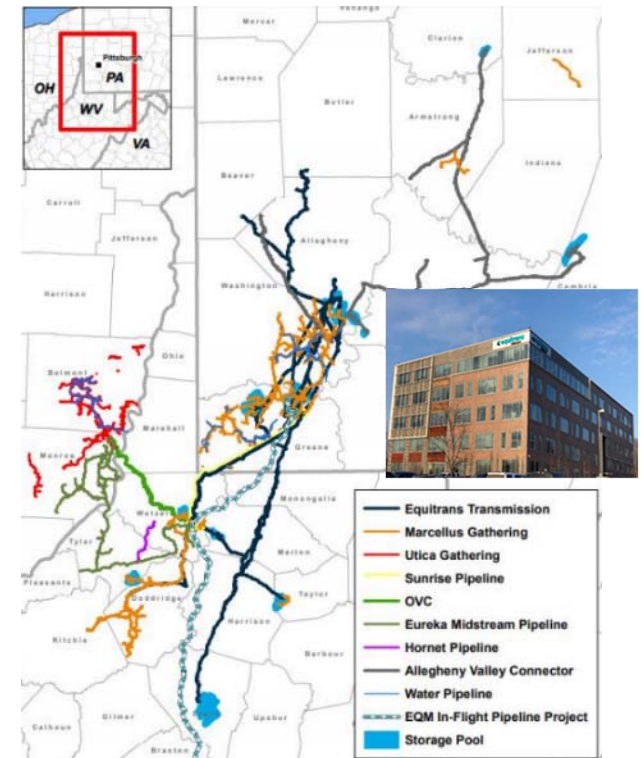 Mercer
Venango
Clarion
Jefferson
Lawrence
Butler
Armstrong
Indiana
Beaver
Allegheny
Washington
Cambria
Greene
OH
Pittsburgh
PA
WV
VA
Carroll
Jefferson
Harrison
Ohio
Belmont
Marshall
Monroe
Wetzel
Tyler
Pleasants
Doddridge
Ritchie
Monongalia
Marion
Taylor
Harrison
Barbour
Upshur
Gilmer
Calhoun
Braxton
Equitrans Transmission
Marcellus Gathering
Utica Gathering
Sunrise Pipeline
OVC
Eureka Midstream Pipeline
Hornet Pipeline
Allegheny Valley Connector
Water Pipeline
EQM In-Flight Pipeline Project
Storage Pool